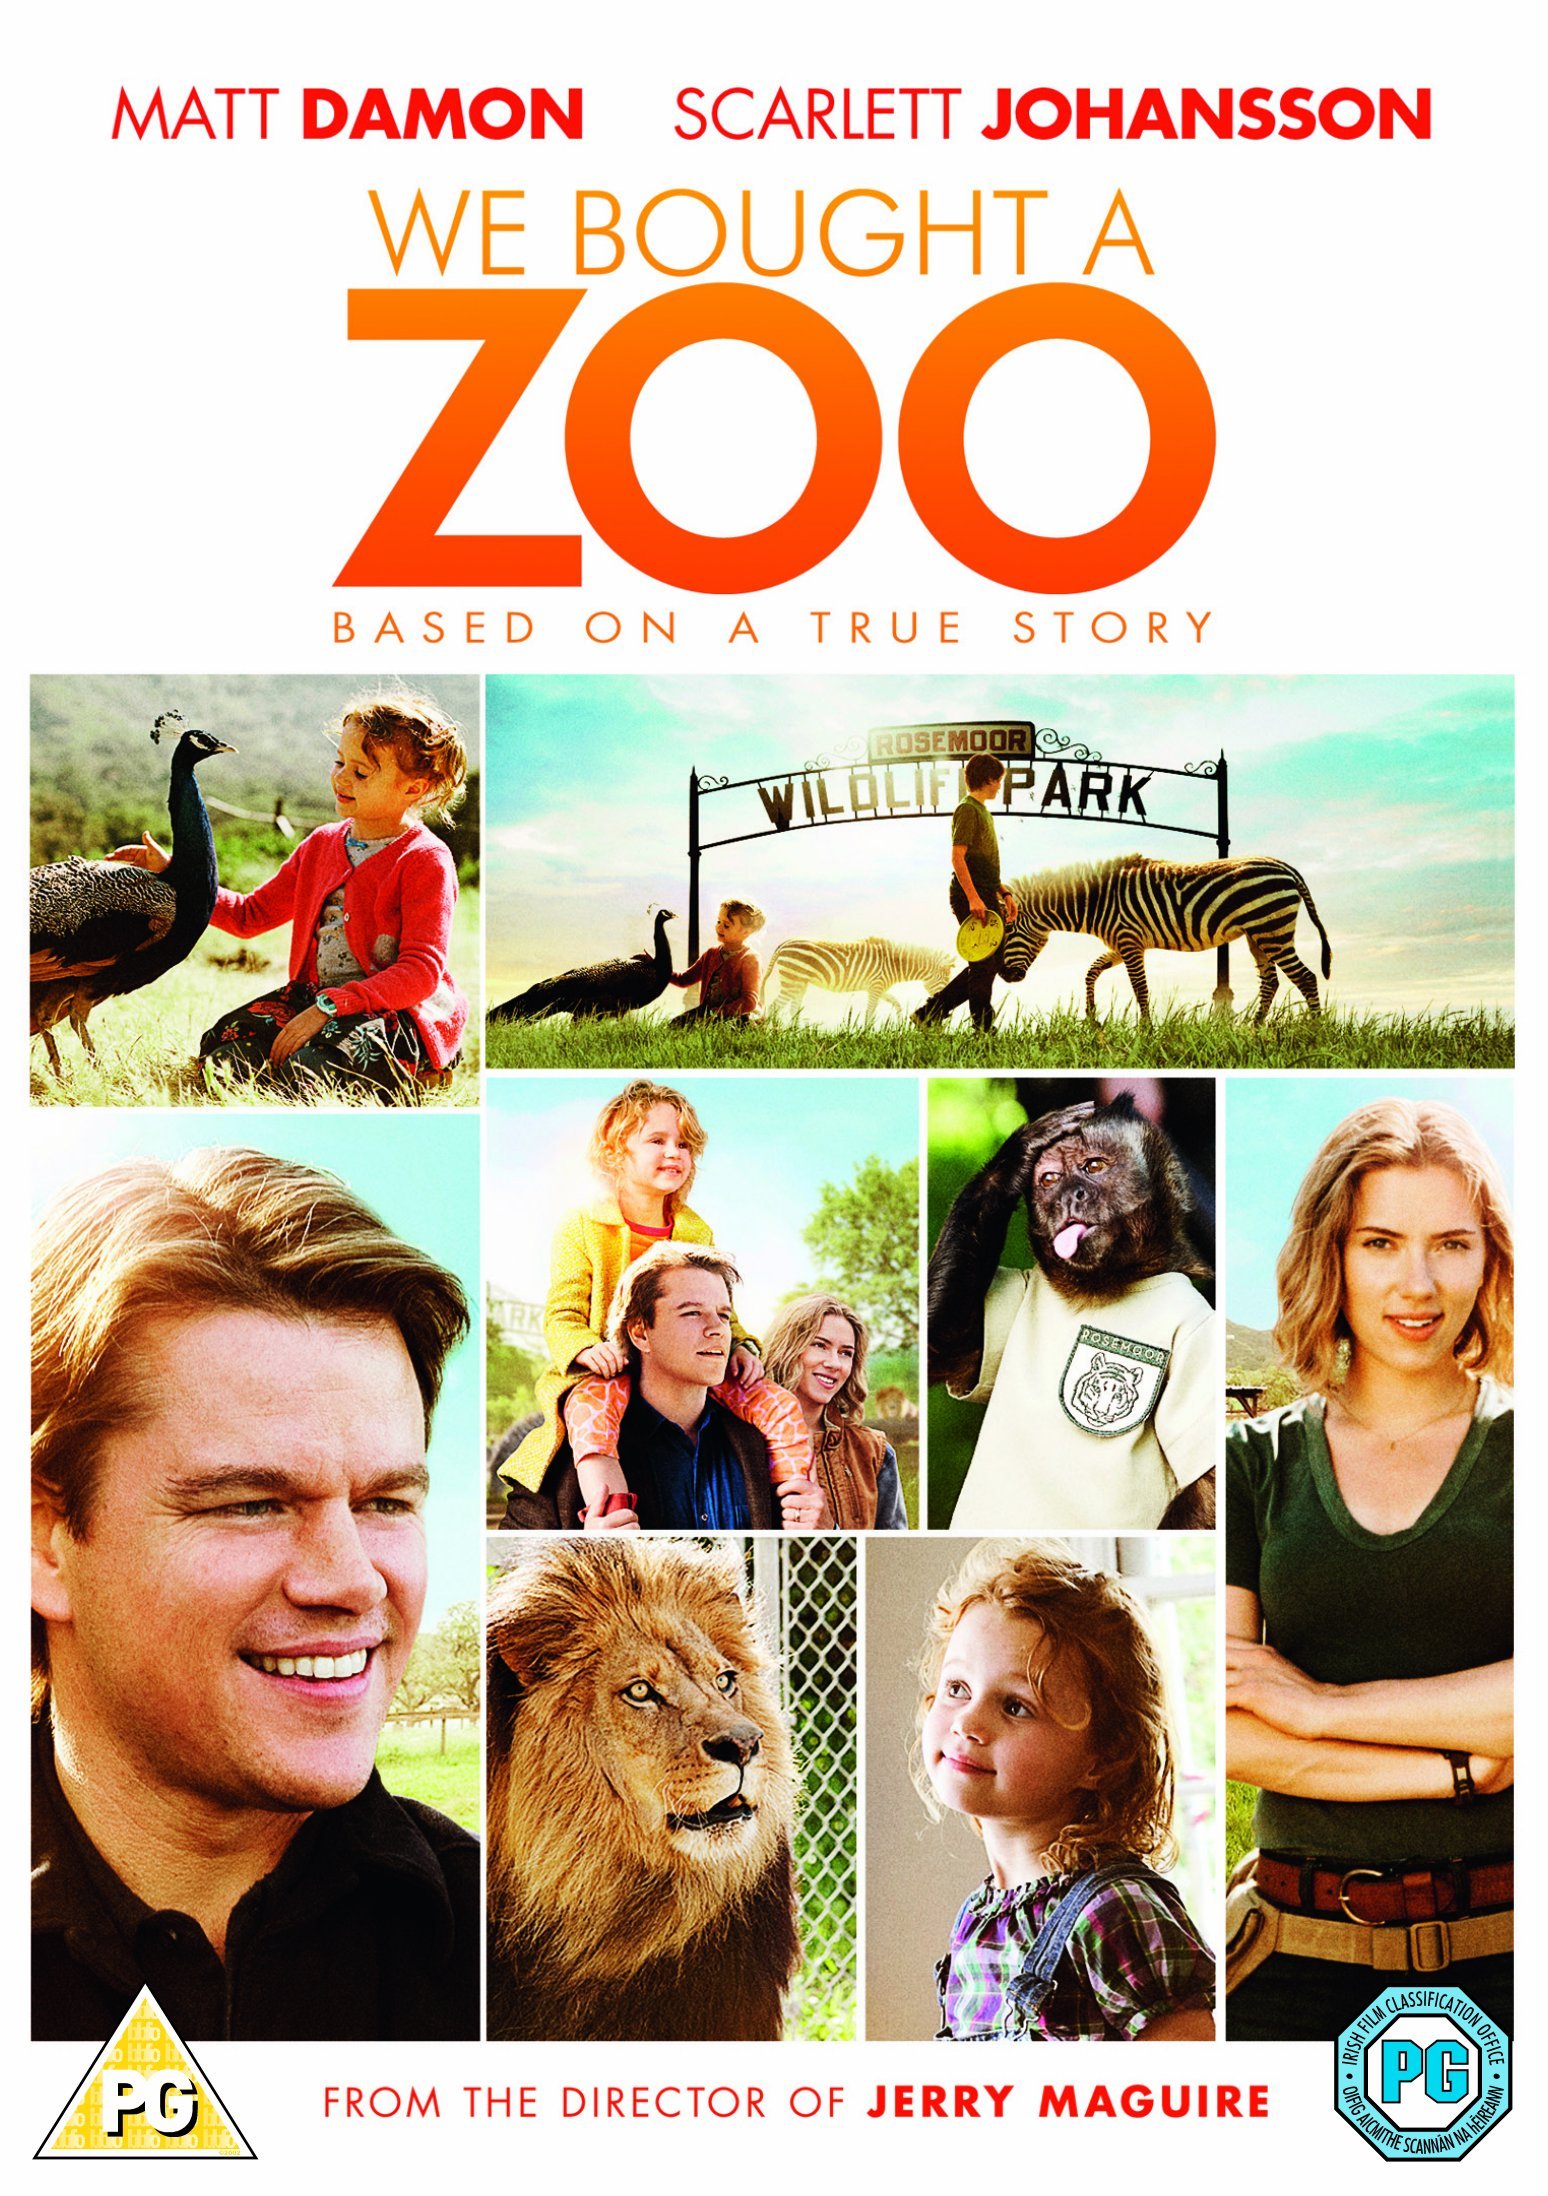 MATT DAMON SCARLETT JOHANSSON
WE BOUGHT A
ZOO
BASED ON A TRUE STORY
ROSEMOOR
WILDLIFE PARK
ROSEMOOR
PG
©2002
FROM THE DIRECTOR OF JERRY MAGUIRE
IRISH FILM CLASSIFICATION OFFICE
PG
OIFIG AICMITHE SCANNÁN NA hÉIREANN